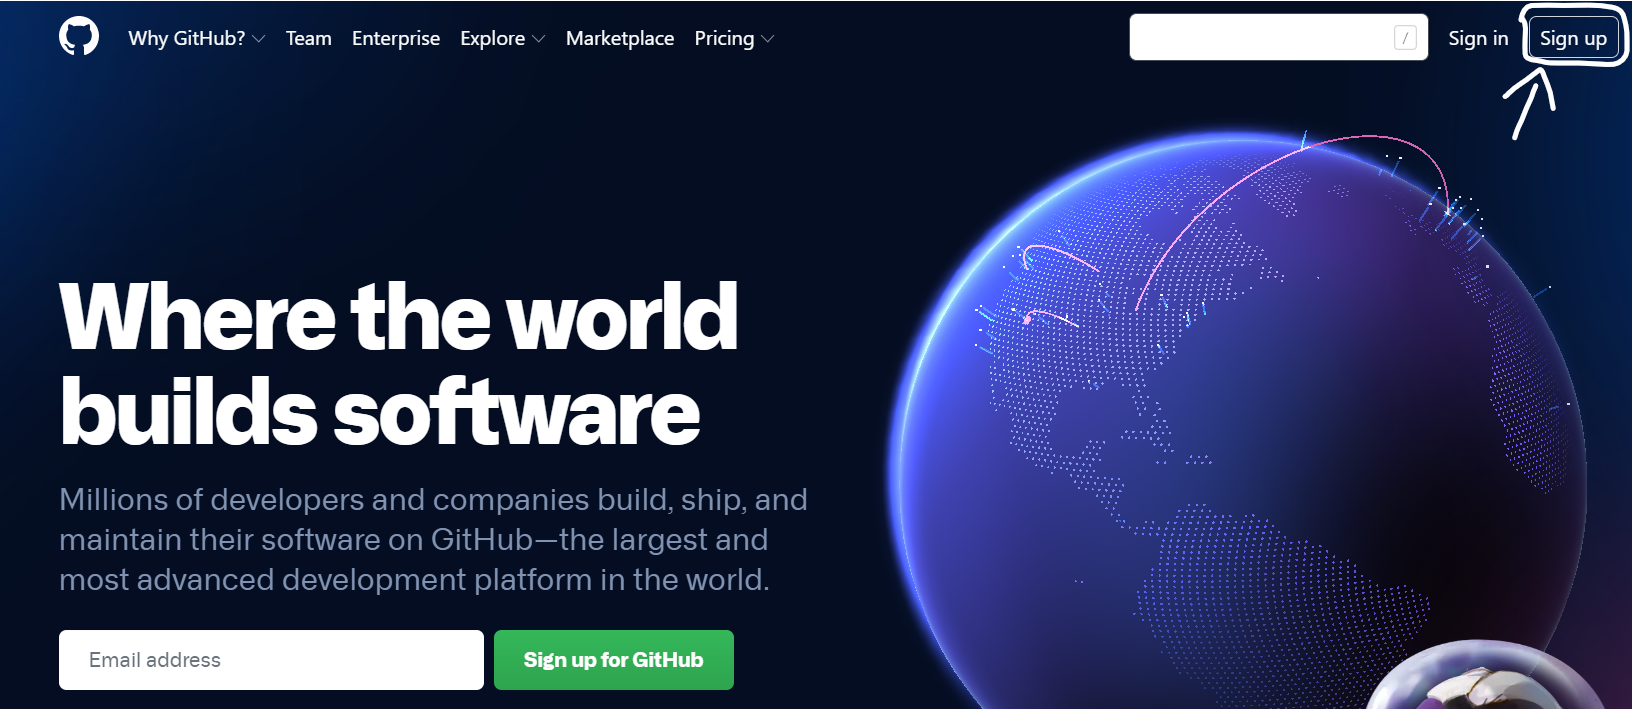 Why GitHub? Team Enterprise Explore Marketplace Pricing / Sign in Sign up
Where the world
builds software
Millions of developers and companies build, ship, and
maintain their software on GitHub—the largest and
most advanced development platform in the world.
Email address Sign up for GitHub